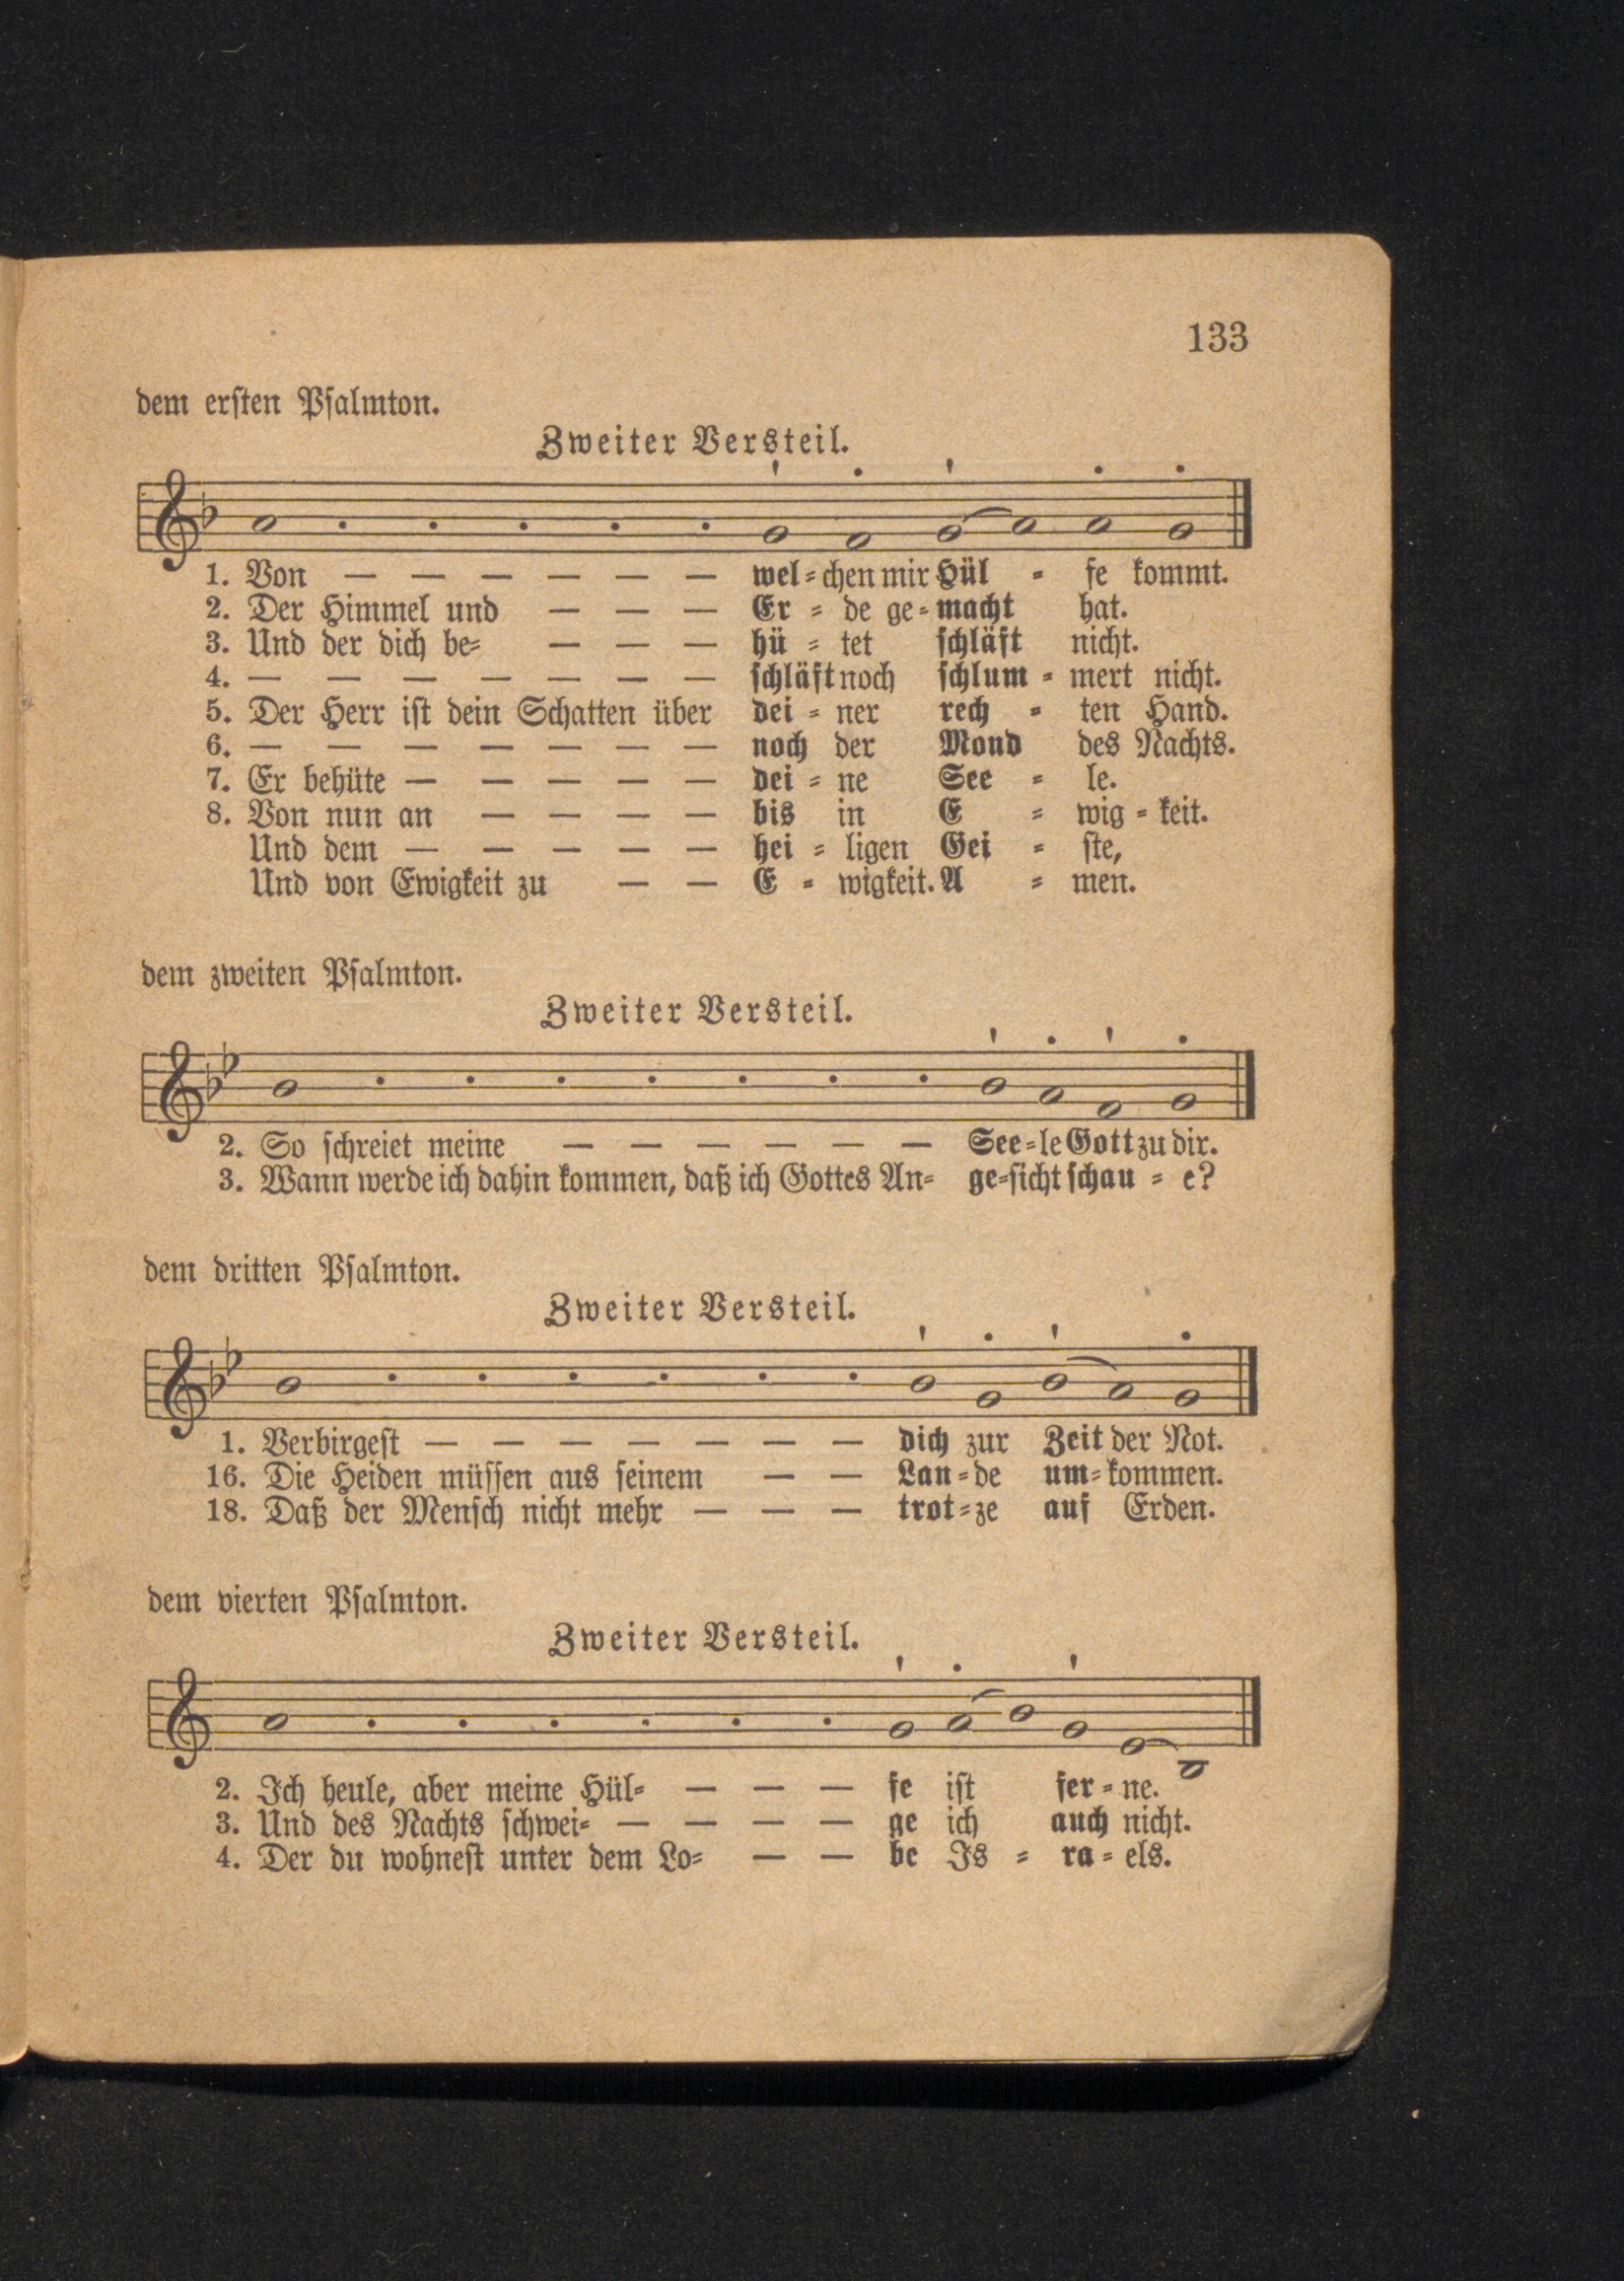 133
dem erſten Pſalmton.
Zweiter Versteil.
1. Von — — — — — — wel=chen mir Hül = fe kommt.
2. Der Himmel und — — — Er = de ge=macht hat.
3. Und der dich be= — — — hü = tet ſchläft nicht.
4. — — — — — — — ſchläft noch ſchlum = mert nicht.
5. Der Herr iſt dein Schatten über dei = ner rech = ten Hand.
6. — — — — — — — noch der Mond des Nachts.
7. Er behüte — — — — — dei = ne See = le.
8. Von nun an — — — — bis in E = wig = keit.
Und dem — — — — — hei = ligen Gei = ſte,
Und von Ewigkeit zu — — E = wigkeit. A = men.
dem zweiten Pſalmton.
Zweiter Versteil.
2. So ſchreiet meine — — — — — — See=le Gott zu dir.
3. Wann werde ich dahin kommen, daß ich Gottes An= ge=ſicht ſchau = e?
dem dritten Pſalmton.
Zweiter Versteil.
1. Verbirgeſt — — — — — — — dich zur Zeit der Not.
16. Die Heiden müſſen aus ſeinem — — Lan=de um=kommen.
18. Daß der Menſch nicht mehr — — — trot=ze auf Erden.
dem vierten Pſalmton.
Zweiter Versteil.
2. Ich heule, aber meine Hül= — — — fe iſt fer = ne.
3. Und des Nachts ſchwei= — — — — ge ich auch nicht.
4. Der du wohneſt unter dem Lo= — — be Is = ra = els.